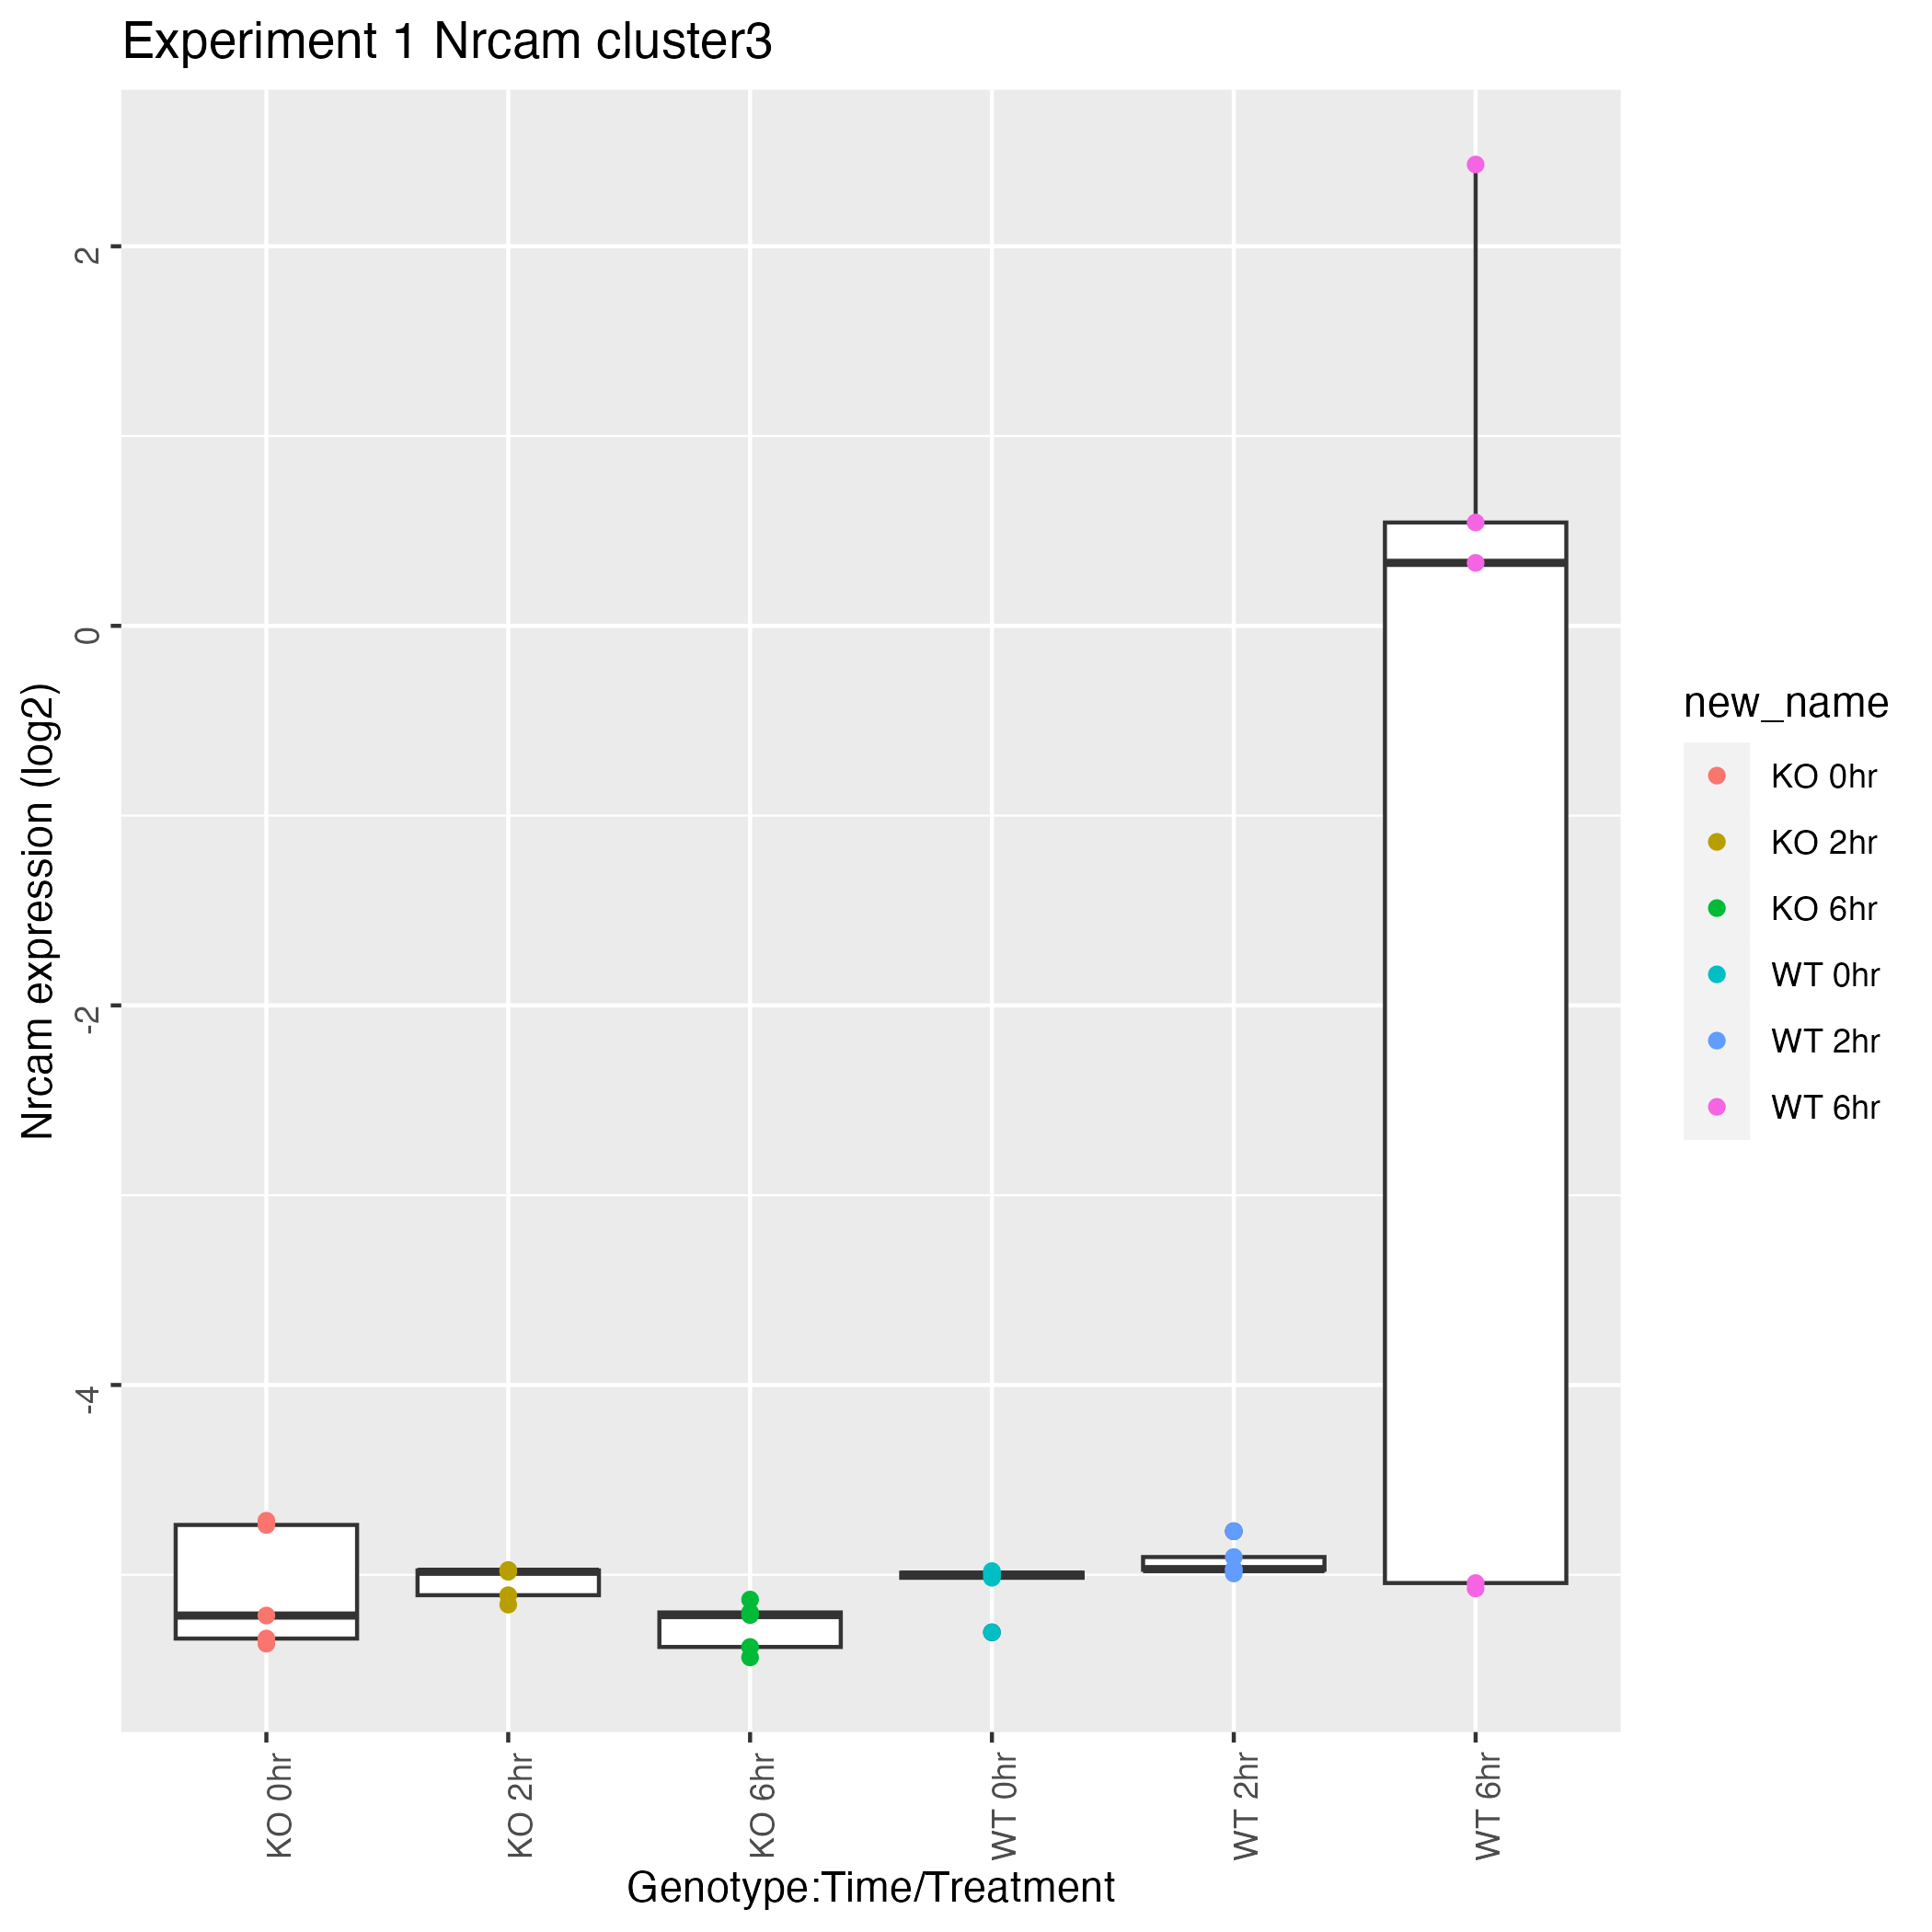 Experiment 1 Nrcam cluster3
Nrcam expression (log2)
2
0
-2
-4
KO 0hr
KO 2hr
KO 6hr
WT 0hr
WT 2hr
WT 6hr
Genotype:Time/Treatment
new_name
KO 0hr
KO 2hr
KO 6hr
WT 0hr
WT 2hr
WT 6hr